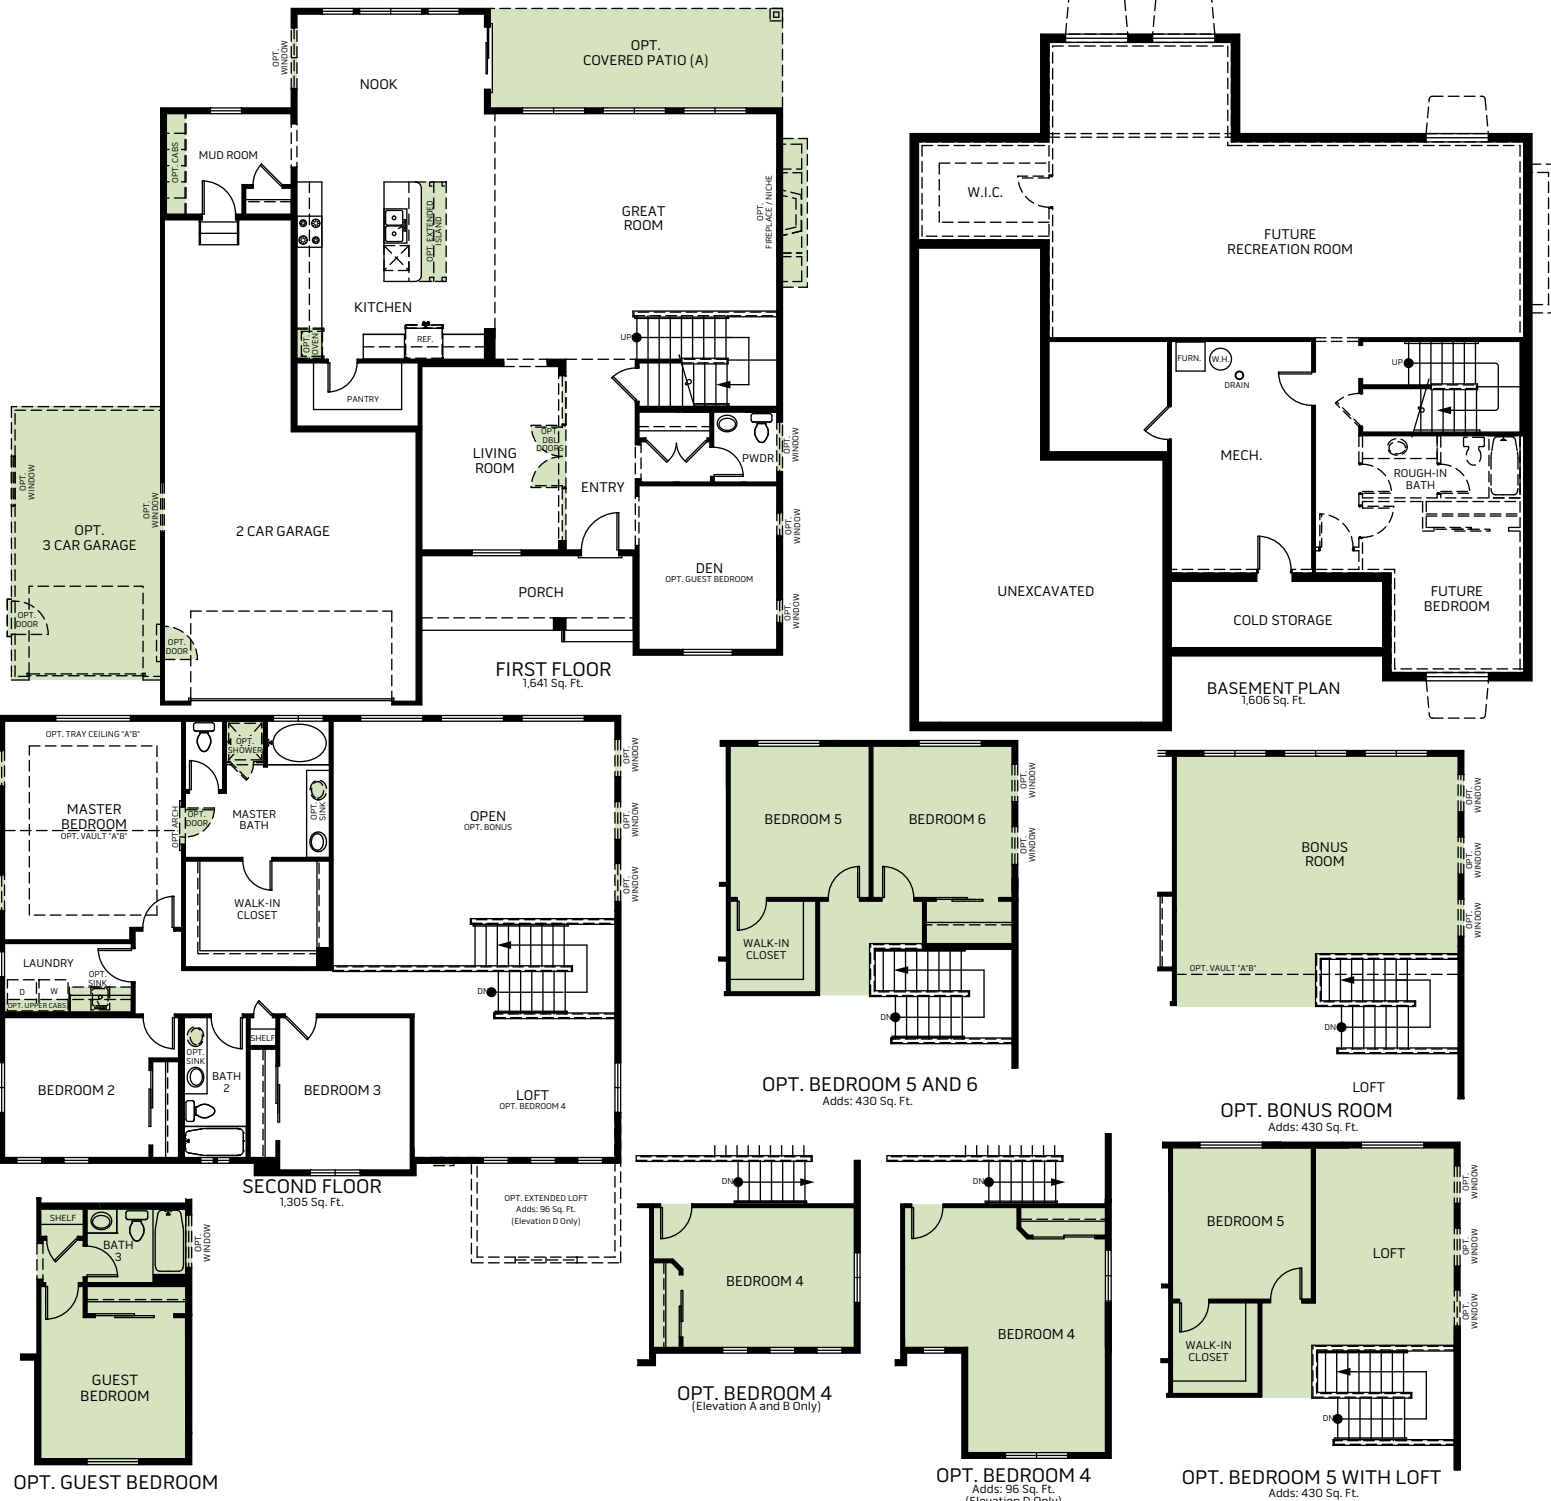 OPT.
WINDOW
NOOK
OPT.
COVERED PATIO (A)
OPT. CABS
MUD ROOM
OPT. EXTENDED
ISLAND
GREAT
ROOM
OPT.
FIREPLACE / NICHE
KITCHEN
OPT.
OVEN
REF.
UP
PANTRY
LIVING
ROOM
OPT.
DBL
DOORS
ENTRY
PWDR
OPT.
WINDOW
OPT.
WINDOW
OPT.
WINDOW
OPT.
3 CAR GARAGE
2 CAR GARAGE
OPT.
WINDOW
DEN
OPT. GUEST BEDROOM
OPT.
WINDOW
PORCH
OPT.
DOOR
OPT.
DOOR
FIRST FLOOR
1,641 Sq. Ft.
W.I.C.
FUTURE
RECREATION ROOM
FURN.
W.H.
DRAIN
UP
MECH.
ROUGH-IN
BATH
UNEXCAVATED
FUTURE
BEDROOM
COLD STORAGE
BASEMENT PLAN
1,606 Sq. Ft.
OPT. TRAY CEILING "A"B"
MASTER
BEDROOM
OPT. VAULT "A"B"
OPT. ARCH
OPT.
DOOR
OPT.
SHOWER
MASTER
BATH
OPT.
SINK
OPEN
OPT. BONUS
OPT.
WINDOW
OPT.
WINDOW
OPT.
WINDOW
WALK-IN
CLOSET
LAUNDRY
D
W
OPT.
SINK
OPT. UPPER CABS
DN
BEDROOM 2
OPT.
SINK
BATH
2
SHELF
BEDROOM 3
LOFT
OPT. BEDROOM 4
SECOND FLOOR
1,305 Sq. Ft.
OPT. EXTENDED LOFT
Adds: 96 Sq. Ft.
(Elevation D Only)
BEDROOM 5
BEDROOM 6
OPT.
WINDOW
OPT.
WINDOW
WALK-IN
CLOSET
DN
OPT. BEDROOM 5 AND 6
Adds: 430 Sq. Ft.
BONUS
ROOM
OPT.
WINDOW
OPT.
WINDOW
OPT.
WINDOW
OPT. VAULT "A"B"
DN
LOFT
OPT. BONUS ROOM
Adds: 430 Sq. Ft.
SHELF
BATH
3
OPT.
WINDOW
GUEST
BEDROOM
OPT. GUEST BEDROOM
DN
BEDROOM 4
OPT. BEDROOM 4
(Elevation A and B Only)
DN
BEDROOM 4
OPT. BEDROOM 4
Adds: 96 Sq. Ft.
(Elevation D Only)
BEDROOM 5
LOFT
OPT.
WINDOW
OPT.
WINDOW
OPT.
WINDOW
WALK-IN
CLOSET
DN
OPT. BEDROOM 5 WITH LOFT
Adds: 430 Sq. Ft.